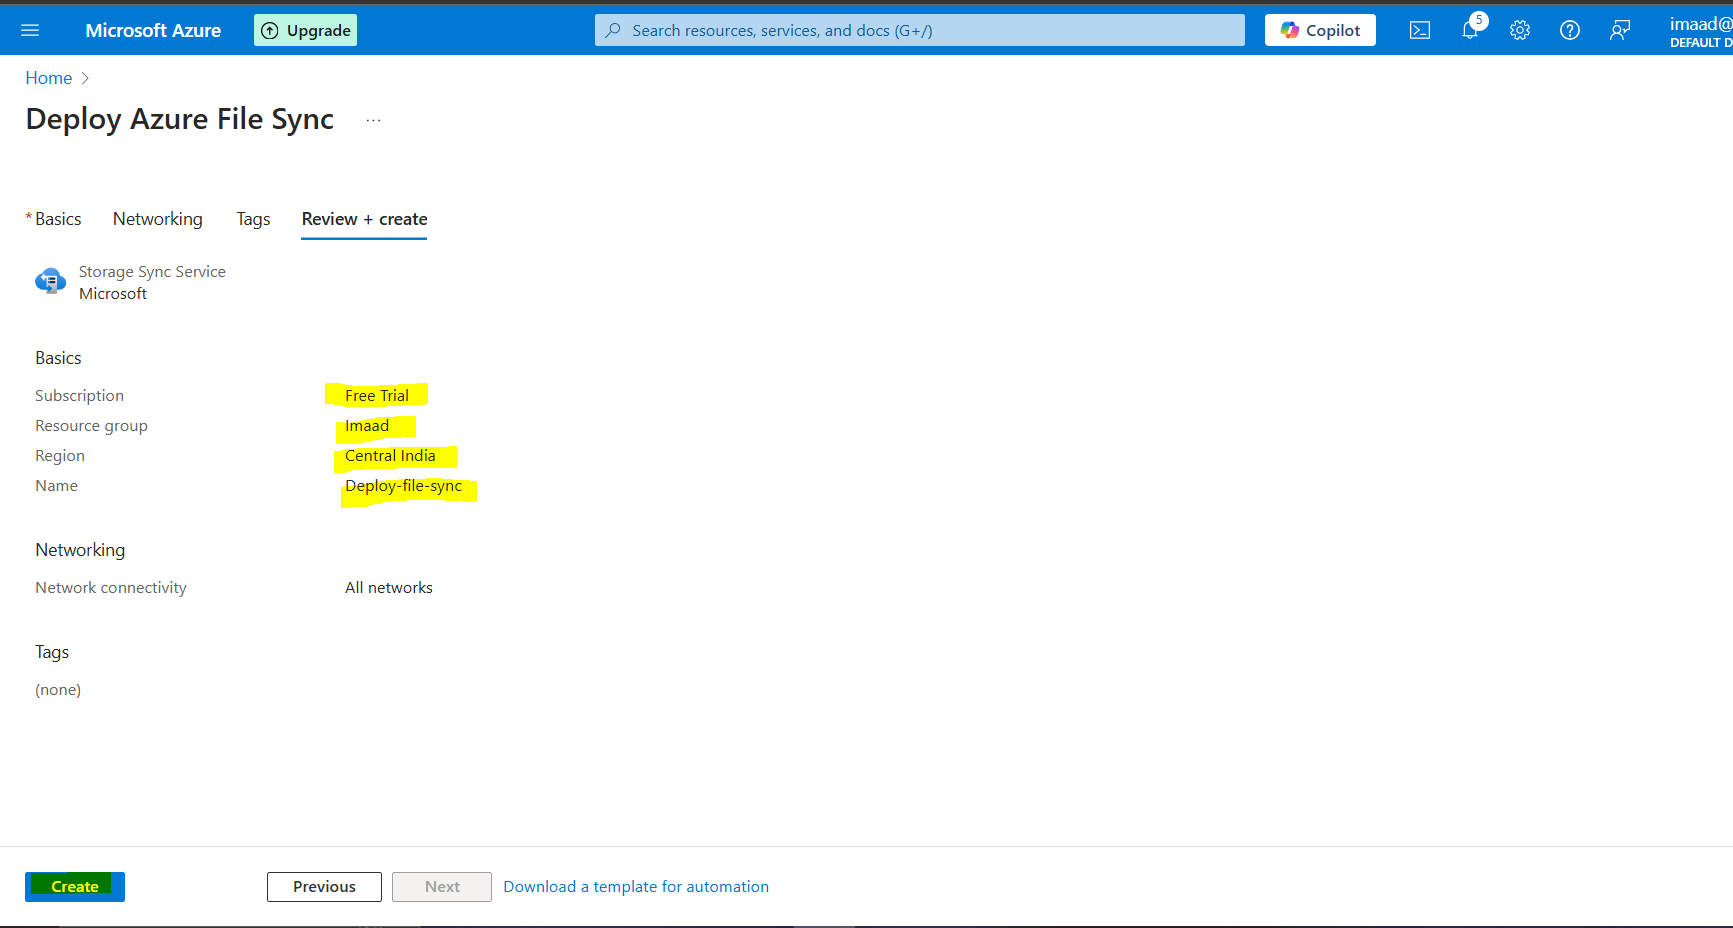 Microsoft Azure
Upgrade
Search resources, services, and docs (G+/)
Copilot
5
imaad@
DEFAULT D
Home
Deploy Azure File Sync
...
* Basics
Networking
Tags
Review + create
Storage Sync Service
Microsoft
Basics
Subscription Free Trial
Resource group Imaad
Region Central India
Name Deploy-file-sync
Networking
Network connectivity All networks
Tags
(none)
Create
Previous
Next
Download a template for automation